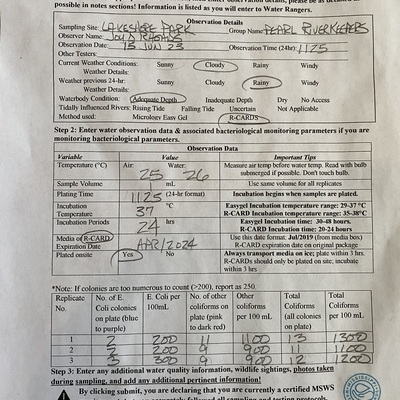 possible in notes sections! Information is listed as you will enter to Water Rangers.
Observation Details
Sampling Site: LAKESHORE PARK Group Name: PEARL RIVERKEEPERS
Observer Name: JON D RHOADS
Observation Date: 15 JUN 23 Observation Time (24hr): 1125
Other Testers:
Current Weather Conditions: Sunny Cloudy Rainy Windy
Weather Details:
Weather previous 24-hr: Sunny Cloudy Rainy Windy
Weather Details:
Waterbody Condition: Adequate Depth Inadequate Depth Dry No Access
Tidally Influenced Rivers: Rising Tide Falling Tide Uncertain Not Applicable
Method used: Micrology Easy Gel R-CARDS
Step 2: Enter water observation data & associated bacteriological monitoring parameters if you are
monitoring bacteriological parameters.
Observation Data
Variable Value Important Tips
Temperature (°C) Air: 25 Water: 26 Measure air temp before water temp. Read with bulb
submerged if possible. Don't touch bulb.
Sample Volume mL Use same volume for all replicates
Plating Time 1125 (24-hr format) Incubation begins when samples are plated.
Incubation
Temperature 37 °C Easygel Incubation temperature range: 29-37 °C
R-CARD Incubation temperature range: 35-38°C
Incubation Periods 24 hrs Easygel Incubation time: 30-48 hours.
R-CARD Incubation time: 20-24 hours
Media or R-CARD
Expiration Date APR/2024 Use this date format. Jul/2019 (from media box)
R-CARD expiration date on original package
Plated onsite Yes No Always transport media on ice; plate within 3 hrs.
R-CARDs should only be plated on site; incubate
within 3 hrs
*Note: If colonies are too numerous to count (>200), report as 250.
Replicate No. No. of E. Coli colonies on plate (blue to purple) E. Coli per 100mL No. of other coliforms on plate (pink to dark red) Other coliforms per 100 mL Total Coliforms (all colonies on plate) Total Coliforms per 100 mL
1 2 200 11 1100 13 1300
2 2 200 9 900 11 1100
3 3 300 9 900 12 1200
Step 3: Enter any additional water quality information, wildlife sightings, photos taken
during sampling, and add any additional pertinent information!
By clicking submit, you are declaring that you are currently a certified MSWS